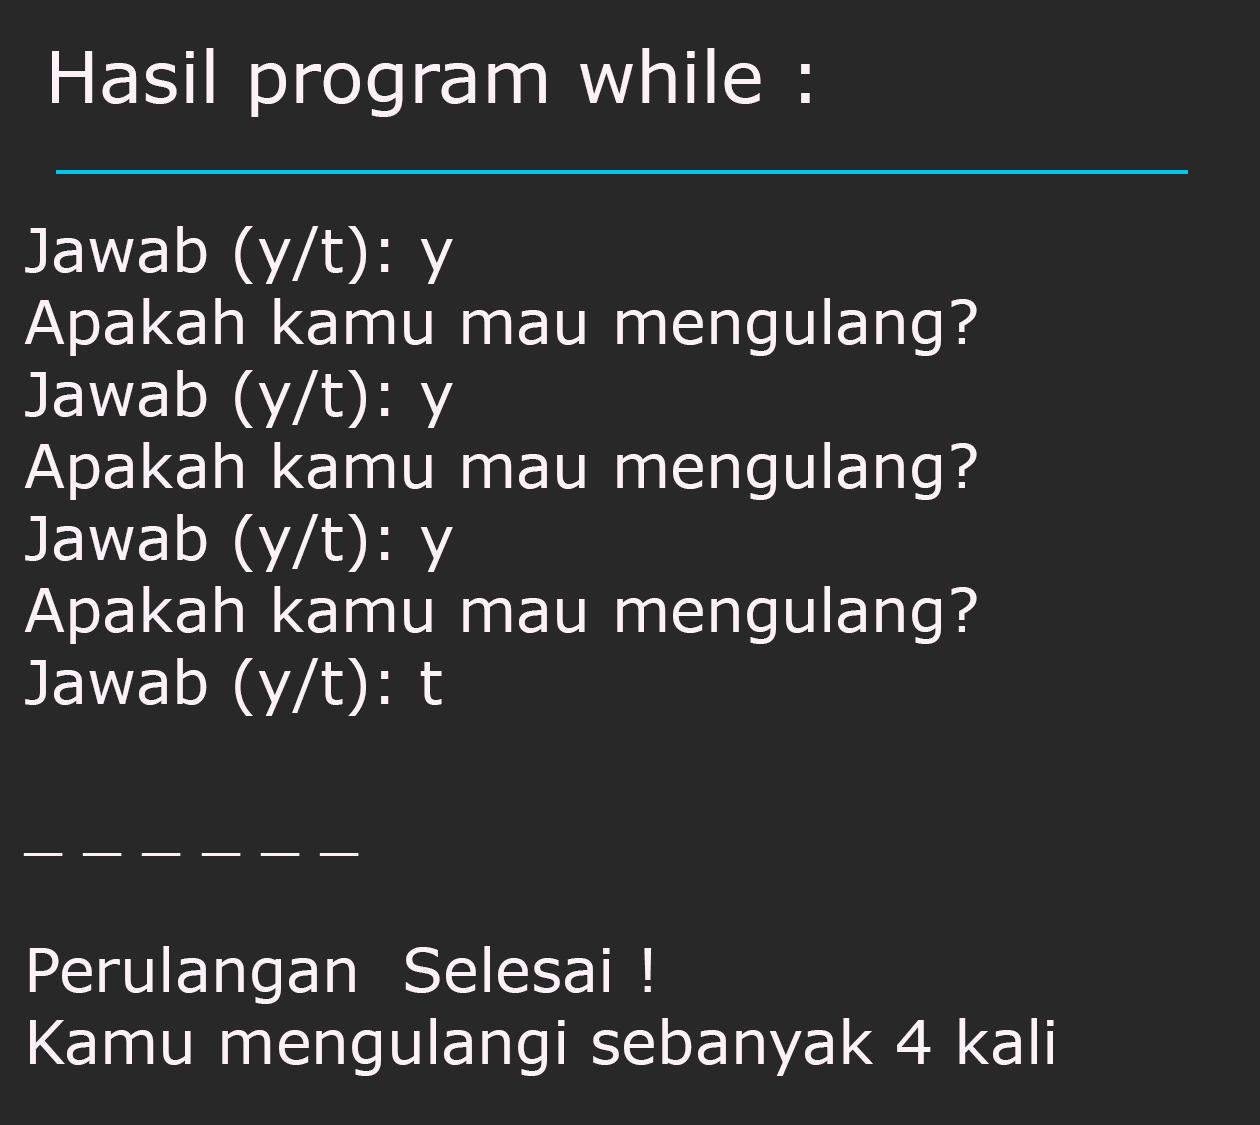 Hasil program while :
Jawab (y/t): y
Apakah kamu mau mengulang?
Jawab (y/t): y
Apakah kamu mau mengulang?
Jawab (y/t): y
Apakah kamu mau mengulang?
Jawab (y/t): t
_ _ _ _ _ _
Perulangan  Selesai !
Kamu mengulangi sebanyak 4 kali